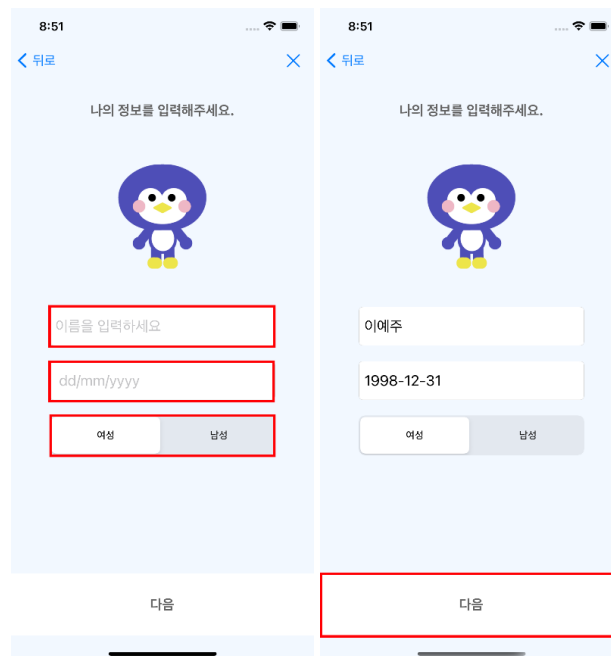 8:51
뒤로
나의 정보를 입력해주세요.
이름을 입력하세요
dd/mm/yyyy
여성 남성
다음
8:51
뒤로
나의 정보를 입력해주세요.
이예주
1998-12-31
여성 남성
다음